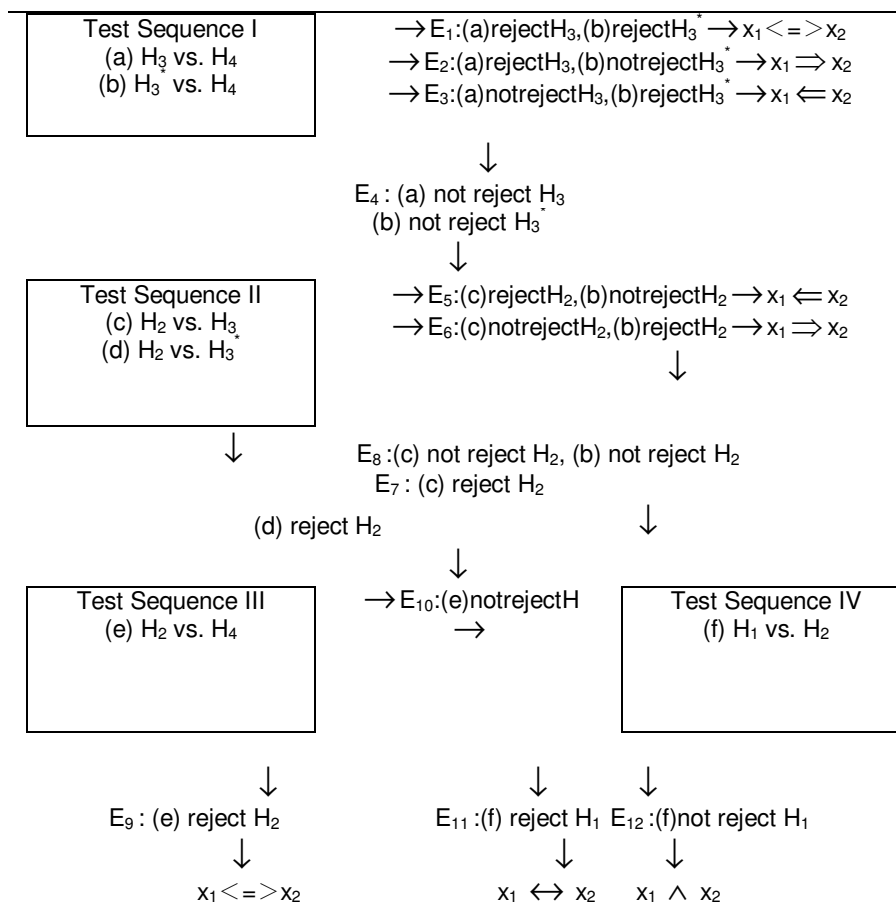 Test Sequence I
(a) H₃ vs. H₄
(b) H₃* vs. H₄
→ E₁:(a)rejectH₃,(b)rejectH₃* → x₁ <=> x₂
→ E₂:(a)rejectH₃,(b)notrejectH₃* → x₁ ⇒ x₂
→ E₃:(a)notrejectH₃,(b)rejectH₃* → x₁ ⇐ x₂
↓
E₄ : (a) not reject H₃
(b) not reject H₃*
↓
Test Sequence II
(c) H₂ vs. H₃
(d) H₂ vs. H₃*
→ E₅:(c)rejectH₂,(b)notrejectH₂ → x₁ ⇐ x₂
→ E₆:(c)notrejectH₂,(b)rejectH₂ → x₁ ⇒ x₂
↓
↓ E₈ :(c) not reject H₂, (b) not reject H₂
E₇ : (c) reject H₂
(d) reject H₂ ↓
↓
Test Sequence III
(e) H₂ vs. H₄
→ E₁₀:(e)notrejectH
→
Test Sequence IV
(f) H₁ vs. H₂
↓ ↓ ↓
E₉ : (e) reject H₂ E₁₁ :(f) reject H₁ E₁₂ :(f)not reject H₁
↓ ↓ ↓
x₁ <=> x₂ x₁ ↔ x₂ x₁ ∧ x₂